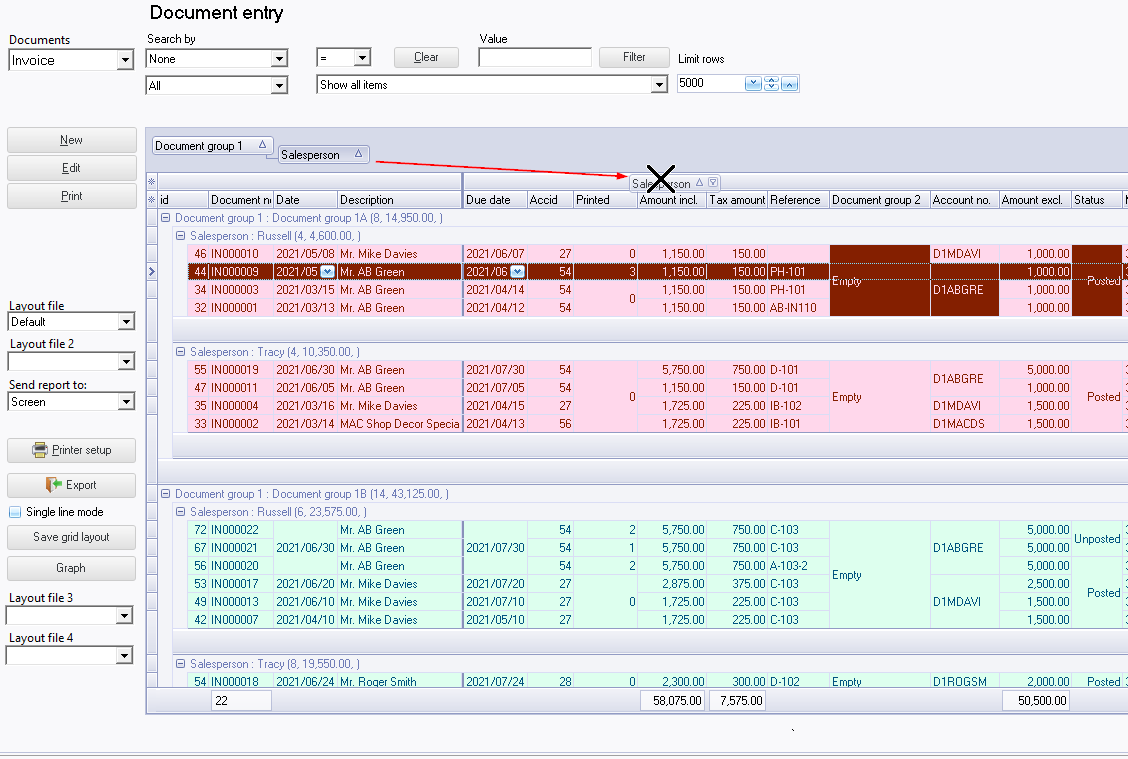 Document entry
Documents
Invoice
Search by
None
=
Clear
Value
Filter
Limit rows
All
Show all items
5000
New
Edit
Print
Layout file
Default
Layout file 2
Send report to:
Screen
Printer setup
Export
Single line mode
Save grid layout
Graph
Layout file 3
Layout file 4
Document group 1
Salesperson
Salesperson
id Document Date Description Due date Accid Printed Amount incl. Tax amount Reference Document group 2 Account no. Amount excl. Status
Document group 1 : Document group 1A (8, 14,950.00, )
Salesperson : Russell (4, 4,600.00, )
46 IN000010 2021/05/08 Mr. Mike Davies 2021/06/07 27 0 1,150.00 150.00 D1MDAVI 1,000.00
44 IN000009 2021/05 Mr. AB Green 2021/06 54 3 1,150.00 150.00 PH-101 Empty 1,000.00 Posted
34 IN000003 2021/03/15 Mr. AB Green 2021/04/14 54 0 1,150.00 150.00 PH-101 D1ABGRE 1,000.00
32 IN000001 2021/03/13 Mr. AB Green 2021/04/12 54 1,150.00 150.00 AB-IN110 1,000.00
Salesperson : Tracy (4, 10,350.00, )
55 IN000019 2021/06/30 Mr. AB Green 2021/07/30 54 5,750.00 750.00 D-101 D1ABGRE 5,000.00
47 IN000011 2021/06/05 Mr. AB Green 2021/07/05 54 0 1,150.00 150.00 D-101 Empty 1,000.00 Posted
35 IN000004 2021/03/16 Mr. Mike Davies 2021/04/15 27 1,725.00 225.00 IB-102 D1MDAVI 1,500.00
33 IN000002 2021/03/14 MAC Shop Decor Specia 2021/04/13 56 1,725.00 225.00 IB-101 D1MACDS 1,500.00
Document group 1 : Document group 1B (14, 43,125.00, )
Salesperson : Russell (6, 23,575.00, )
72 IN000022 Mr. AB Green 54 2 5,750.00 750.00 C-103 5,000.00 Unposted
67 IN000021 2021/06/30 Mr. AB Green 2021/07/30 54 1 5,750.00 750.00 C-103 D1ABGRE 5,000.00
56 IN000020 Mr. AB Green 54 2 5,750.00 750.00 A-103-2 Empty 5,000.00
53 IN000017 2021/06/20 Mr. Mike Davies 2021/07/20 27 2,875.00 375.00 C-103 2,500.00 Posted
49 IN000013 2021/06/10 Mr. Mike Davies 2021/07/10 27 0 1,725.00 225.00 C-103 D1MDAVI 1,500.00
42 IN000007 2021/04/10 Mr. Mike Davies 2021/05/10 27 1,725.00 225.00 C-103 1,500.00
Salesperson : Tracy (8, 19,550.00, )
54 IN000018 2021/06/24 Mr. Roger Smith 2021/07/24 28 0 2,300.00 300.00 D-102 Empty D1ROGSM 2,000.00 Posted
22 58,075.00 7,575.00 50,500.00